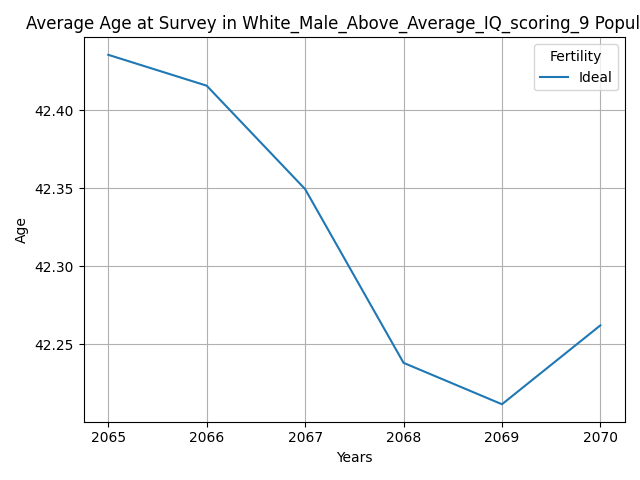 Average Age at Survey in White_Male_Above_Average_IQ_scoring_9 Popul
Fertility
Ideal
42.40
42.35
42.30
42.25
Age
2065 2066 2067 2068 2069 2070
Years